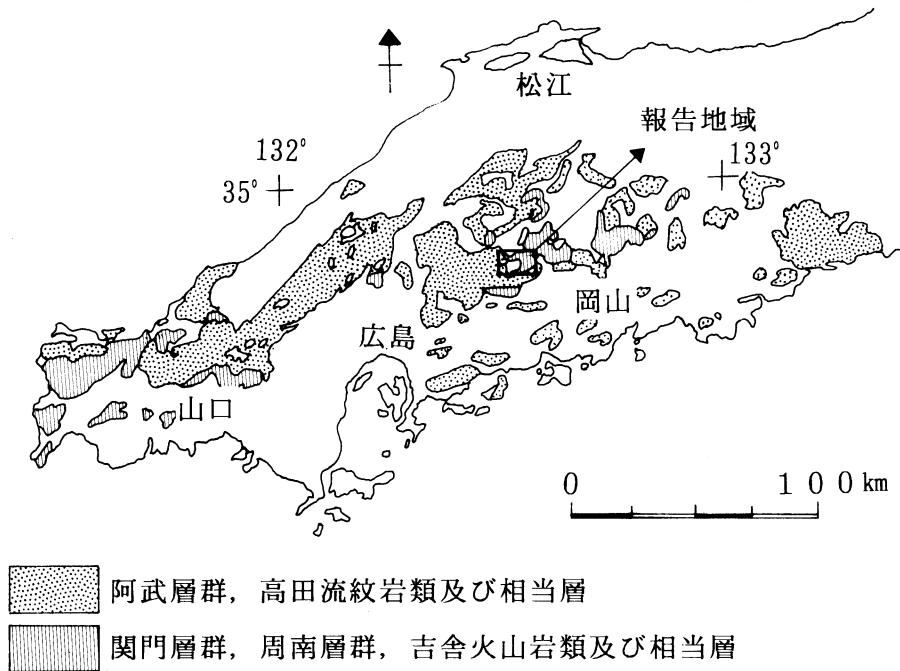 松江
報告地域
132°
133°
35°
岡山
広島
山口
0 100km
阿武層群，高田流紋岩類及び相当層
関門層群，周南層群，吉舎火山岩類及び相当層